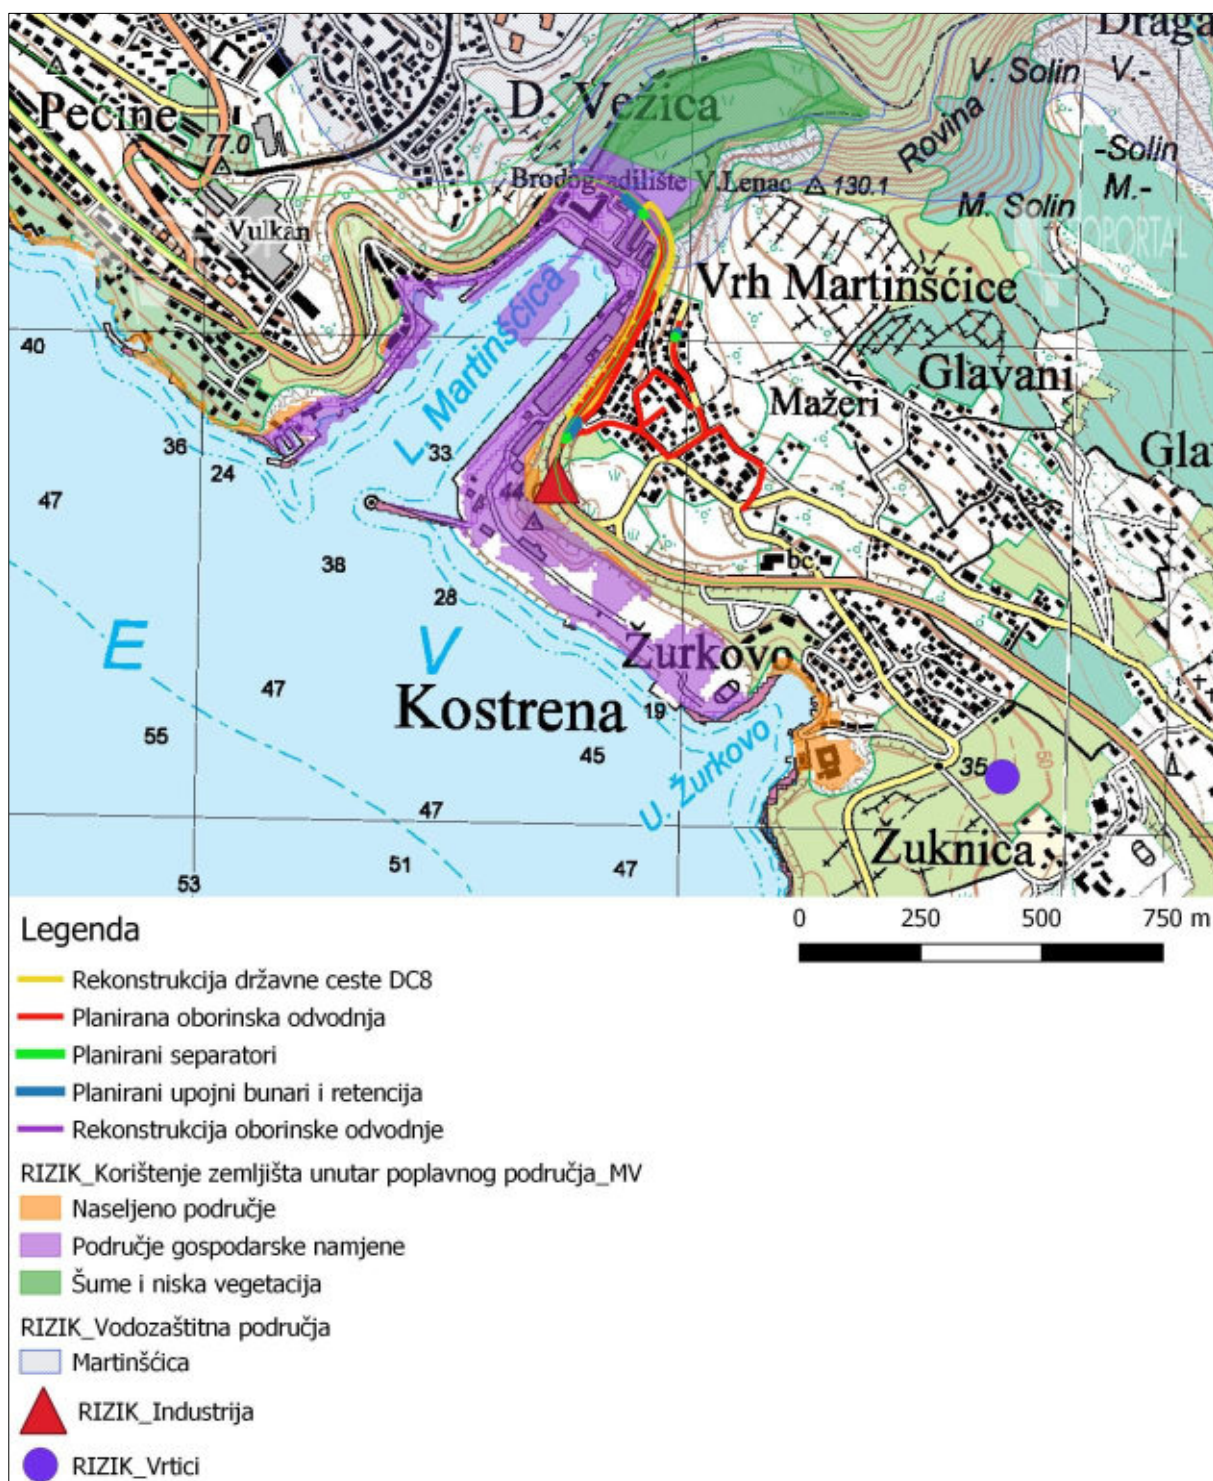 Draga
V. Solin V.-
D. Vežica
Pećine
77.0
Rovina
-Solin
M.-
Brodogradilište V.Lenac 130.1
M. Solin
Vulkan
OPORTAL
Vrh Martinšćice
L. Martinšćica
40
Glavani
Mažeri
36
24
33
Gla
47
44.
38
bc
28
E
V
Žurkovo
47
Kostrena
19
55
45
U. Žurkovo
35
47
Žuknica
51
47
53
Legenda
0 250 500 750 m
Rekonstrukcija državne ceste DC8
Planirana oborinska odvodnja
Planirani separatori
Planirani upojni bunari i retencija
Rekonstrukcija oborinske odvodnje
RIZIK_Korištenje zemljišta unutar poplavnog područja_MV
Naseljeno područje
Područje gospodarske namjene
Šume i niska vegetacija
RIZIK_Vodozaštitna područja
Martinšćica
RIZIK_Industrija
RIZIK_Vrtici